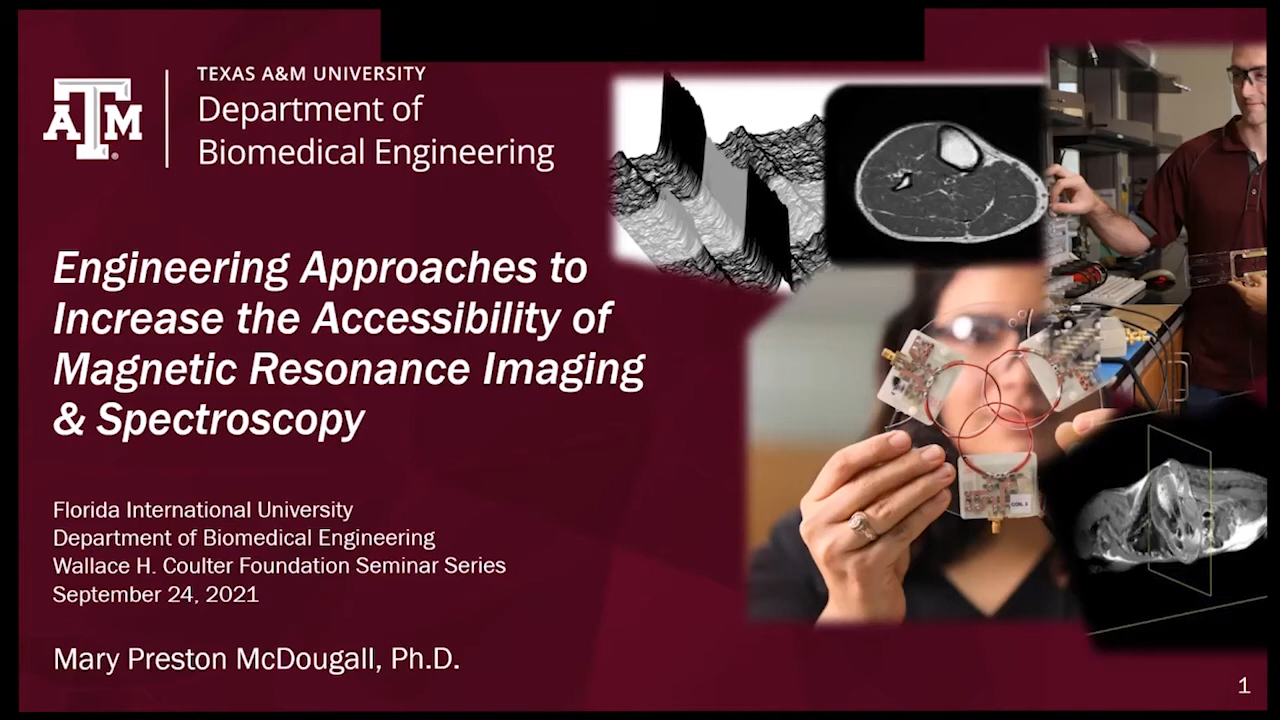 TEXAS A&M UNIVERSITY
Department of
Biomedical Engineering
ATM
®
Engineering Approaches to
Increase the Accessibility of
Magnetic Resonance Imaging
& Spectroscopy
Florida International University
Department of Biomedical Engineering
Wallace H. Coulter Foundation Seminar Series
September 24, 2021
Mary Preston McDougall, Ph.D.
1